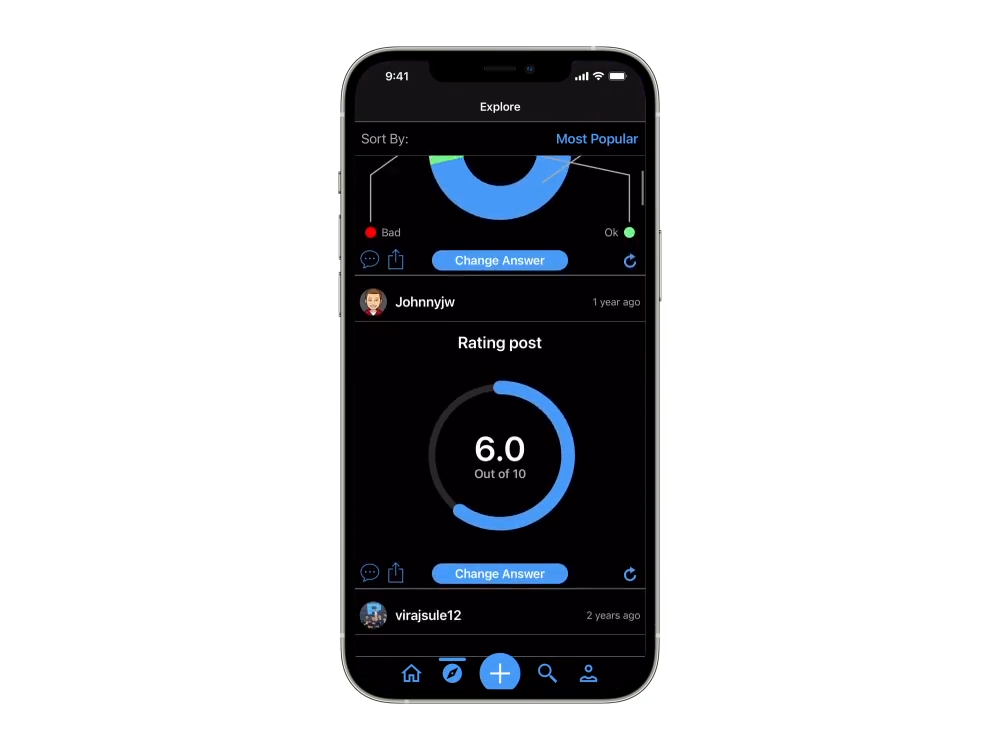 9:41
Explore
Sort By: Most Popular
Bad Ok
Change Answer
Johnnyjw 1 year ago
Rating post
6.0
Out of 10
Change Answer
virajsule12 2 years ago